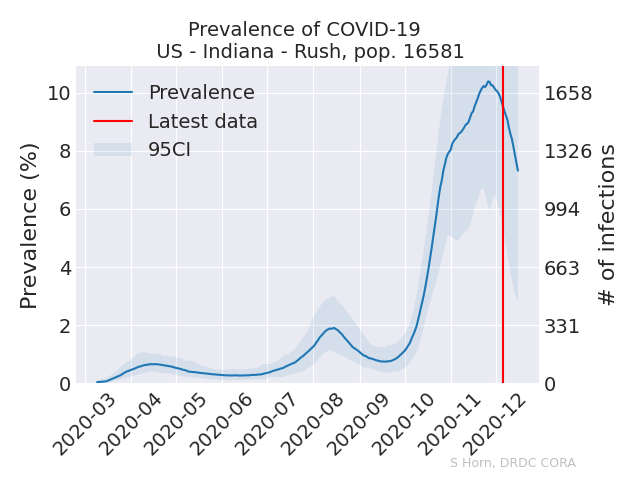 Prevalence of COVID-19
US - Indiana - Rush, pop. 16581
Prevalence
Latest data
95CI
Prevalence (%)
10
8
6
4
2
0
1658
1326
994
663
331
0
# of infections
2020-03
2020-04
2020-05
2020-06
2020-07
2020-08
2020-09
2020-10
2020-11
2020-12
S Horn, DRDC CORA